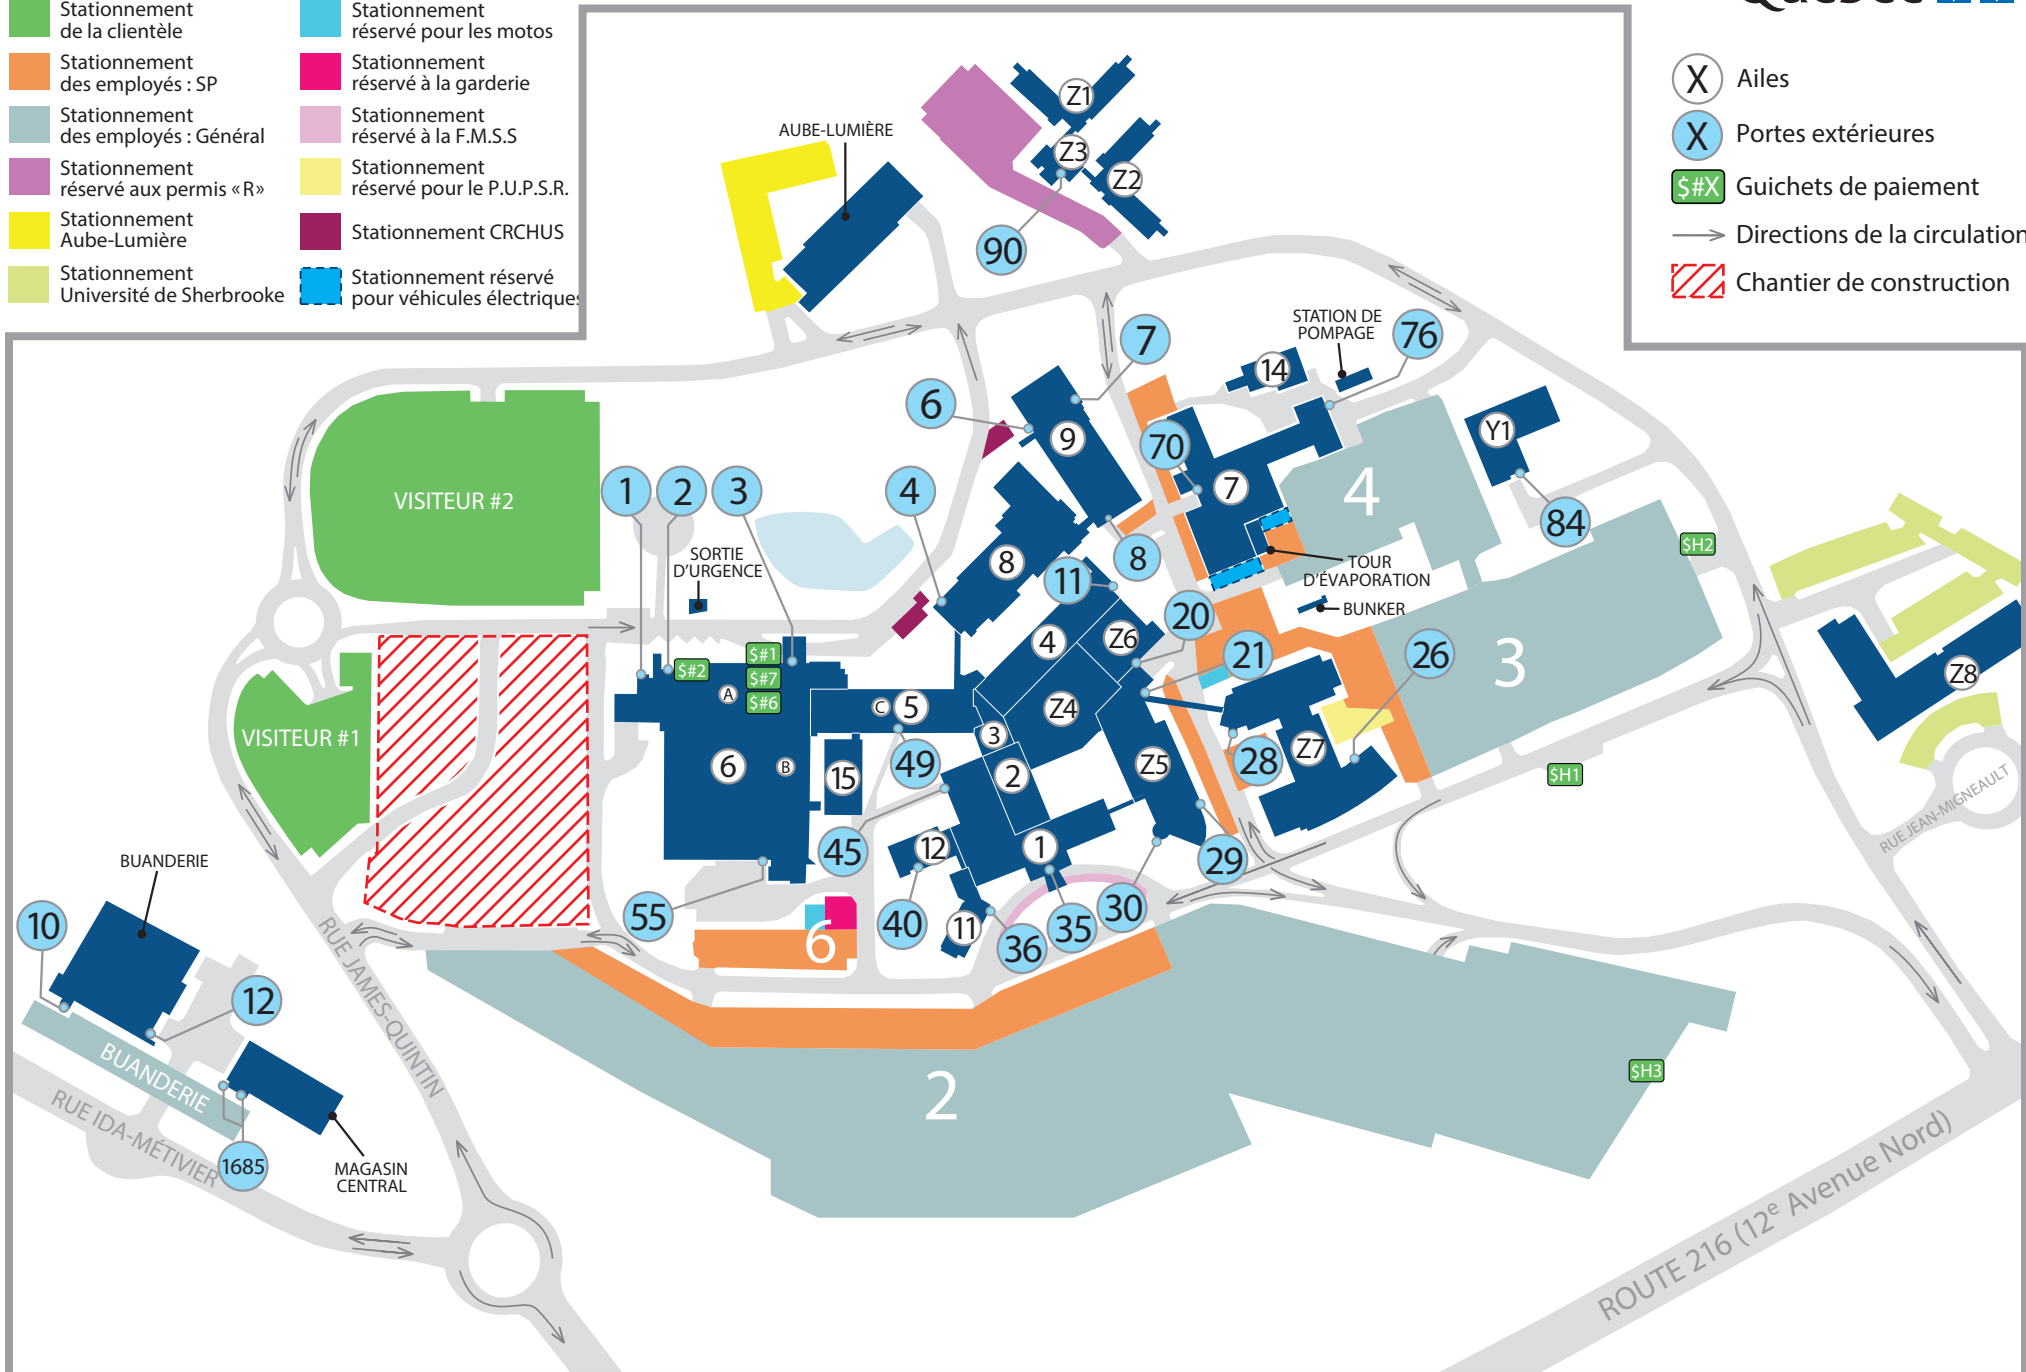 Stationnement
de la clientèle
Stationnement
des employés : SP
Stationnement
des employés : Général
Stationnement
réservé aux permis «R»
Stationnement
Aube-Lumière
Stationnement
Université de Sherbrooke
Stationnement
réservé pour les motos
Stationnement
réservé à la garderie
Stationnement
réservé à la F.M.S.S
Stationnement
réservé pour le P.U.P.S.R.
Stationnement CRCHUS
Stationnement réservé
pour véhicules électriques
Québec
X Ailes
X Portes extérieures
$#X Guichets de paiement
Directions de la circulation
Chantier de construction
AUBE-LUMIÈRE
Z1
Z3
Z2
90
STATION DE
POMPAGE
76
7
14
6
9
Y1
70
7
4
84
VISITEUR #2
1
2
3
4
8
8
11
SORTIE
D'URGENCE
TOUR
D'ÉVAPORATION
BUNKER
$H2
20
4
Z6
21
26
3
Z8
$#1
$#2
$#7
$#6
A
C
5
Z4
3
VISITEUR #1
6
B
15
49
2
Z5
28
Z7
$H1
RUE JEAN-MIGNEAULT
45
12
1
29
BUANDERIE
10
55
6
40
11
36
35
30
RUE JAMES-QUINTIN
12
BUANDERIE
2
$H3
RUE IDA-MÉTIVIER
1685
MAGASIN
CENTRAL
ROUTE 216 (12e Avenue Nord)